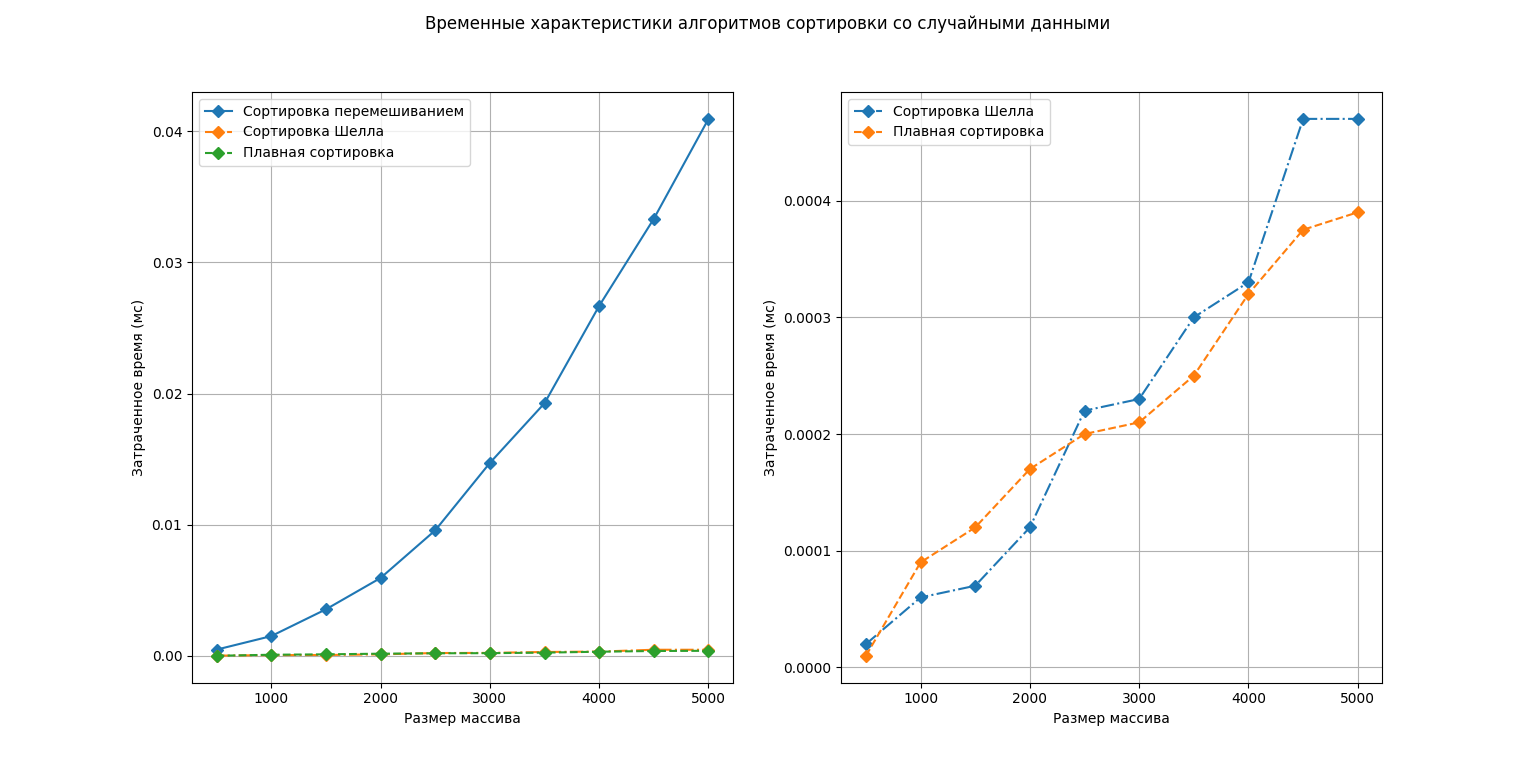 Временные характеристики алгоритмов сортировки со случайными данными
Сортировка перемешиванием
Сортировка Шелла
Плавная сортировка
0.04
0.03
0.02
0.01
0.00
Затраченное время (мс)
1000 2000 3000 4000 5000
Размер массива
Сортировка Шелла
Плавная сортировка
0.0004
0.0003
0.0002
0.0001
0.0000
Затраченное время (мс)
1000 2000 3000 4000 5000
Размер массива